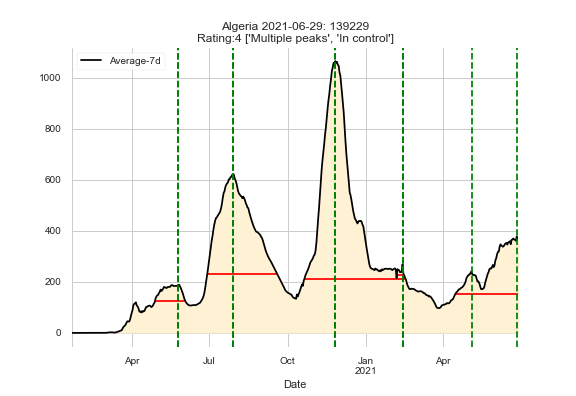 Algeria 2021-06-29: 139229
Rating:4 ['Multiple peaks', 'In control']
Average-7d
1000
800
600
400
200
0
Apr Jul Oct Jan Apr
2021
Date